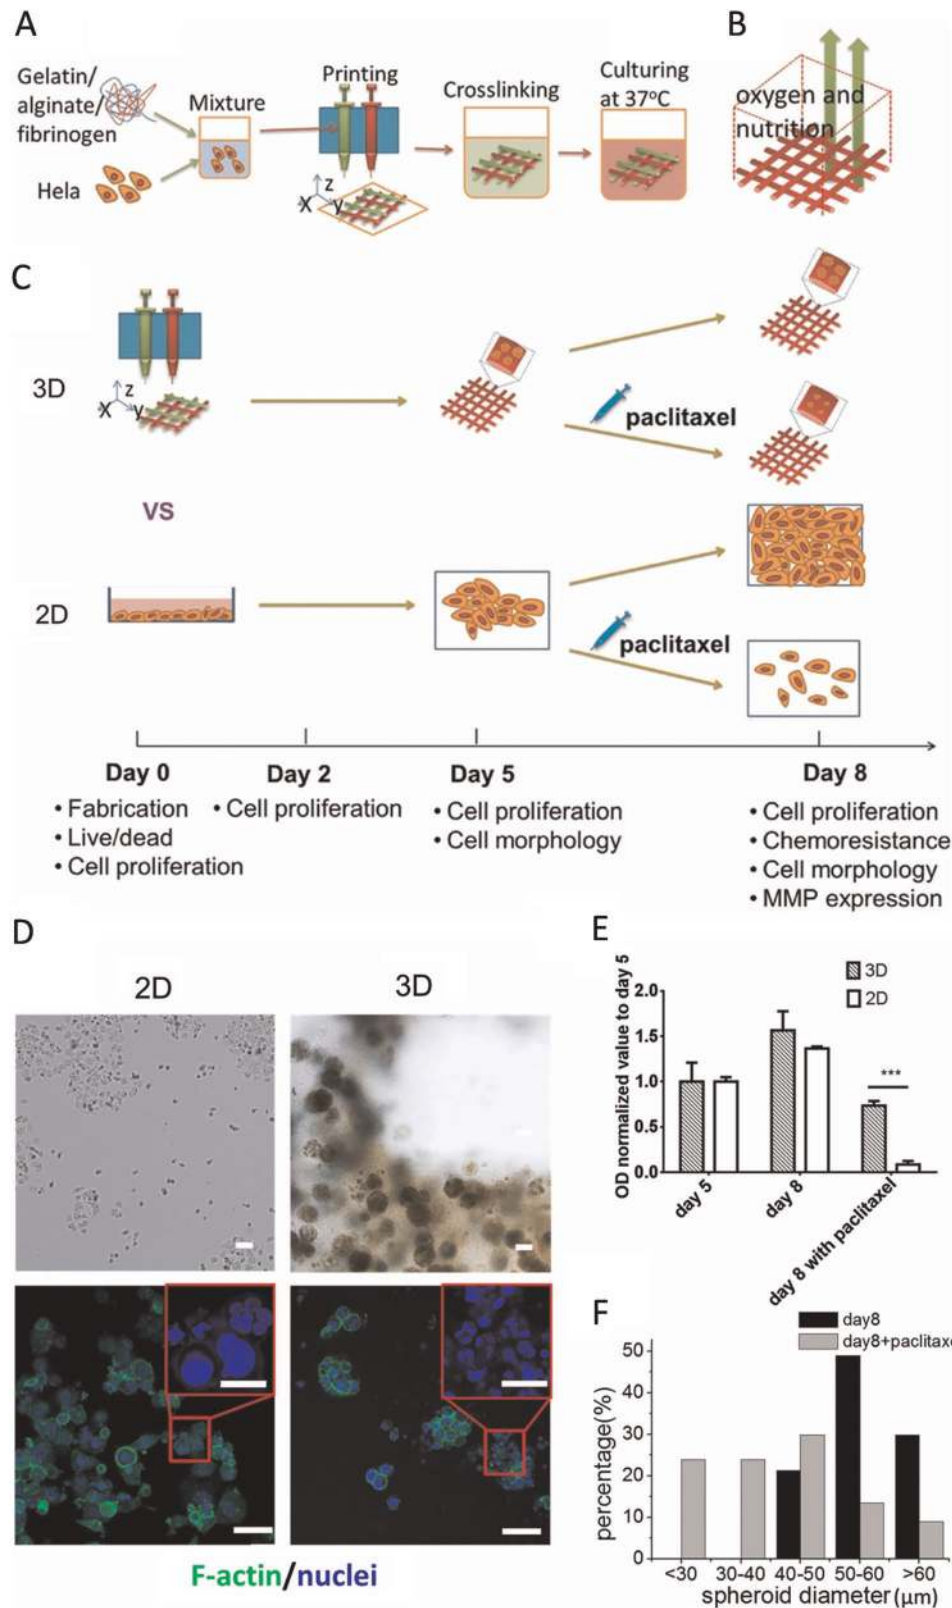 A
Gelatin/
alginate/
fibrinogen
Hela
Mixture
Printing
z
X
y
Crosslinking
Culturing
at 37ºC
B
oxygen and
nutrition
C
3D
z
X
y
paclitaxel
VS
2D
paclitaxel
Day 0
• Fabrication
• Live/dead
• Cell proliferation
Day 2
• Cell proliferation
Day 5
• Cell proliferation
• Cell morphology
Day 8
• Cell proliferation
• Chemoresistance
• Cell morphology
• MMP expression
D
2D
3D
F-actin/nuclei
E
3D
2D
OD normalized value to day 5
2.0
1.5
1.0
0.5
0.0
***
day 5
day 8
day 8 with paclitaxel
F
day8
day8+paclitaxe
percentage(%)
50
40
30
20
10
0
<30
30-40
40-50
50-60
>60
spheroid diameter(μm)